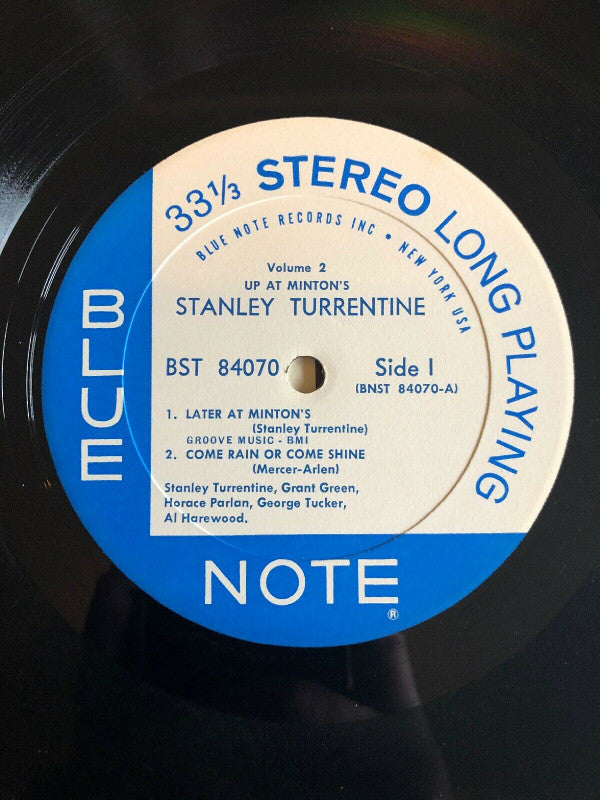 33⅓ STEREO LONG PLAYING
BLUE NOTE RECORDS INC • NEW YORK USA
Volume 2
UP AT MINTON'S
STANLEY TURRENTINE
BST 84070
Side I
(BNST 84070-A)
1. LATER AT MINTON'S
(Stanley Turrentine)
GROOVE MUSIC - BMI
2. COME RAIN OR COME SHINE
(Mercer-Arlen)
Stanley Turrentine, Grant Green,
Horace Parlan, George Tucker,
Al Harewood.
BLUE
NOTE
®